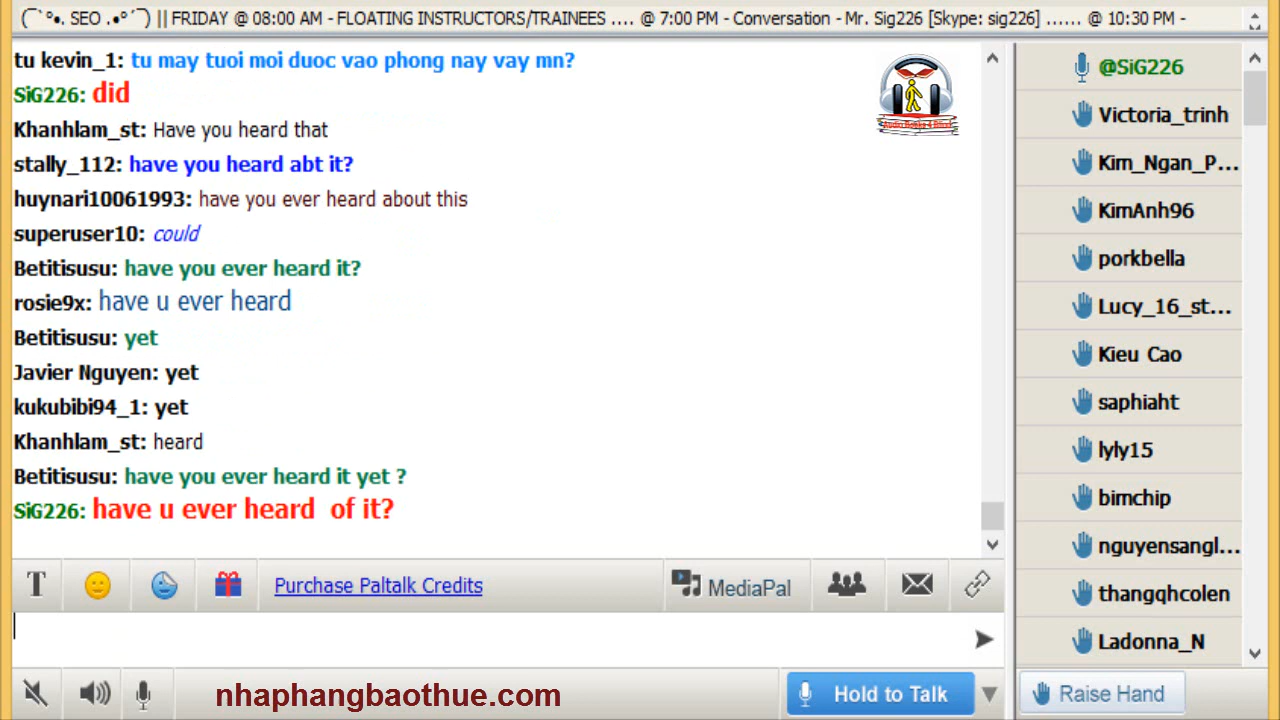 (¯`°•. SEO .•°´¯) || FRIDAY @ 08:00 AM - FLOATING INSTRUCTORS/TRAINEES .... @ 7:00 PM - Conversation - Mr. Sig226 [Skype: sig226] ...... @ 10:30 PM -
tu kevin_1: tu may tuoi moi duoc vao phong nay vay mn?
SiG226: did
Khanhlam_st: Have you heard that
stally_112: have you heard abt it?
huynari10061993: have you ever heard about this
superuser10: could
Betitisusu: have you ever heard it?
rosie9x: have u ever heard
Betitisusu: yet
Javier Nguyen: yet
kukubibi94_1: yet
Khanhlam_st: heard
Betitisusu: have you ever heard it yet ?
SiG226: have u ever heard  of it?
@SiG226
Victoria_trinh
Kim_Ngan_P...
KimAnh96
porkbella
Lucy_16_st...
Kieu Cao
saphiaht
lyly15
bimchip
nguyensangl...
thangqhcolen
Ladonna_N
T
Purchase Paltalk Credits
MediaPal
nhaphangbaothue.com
Hold to Talk
Raise Hand